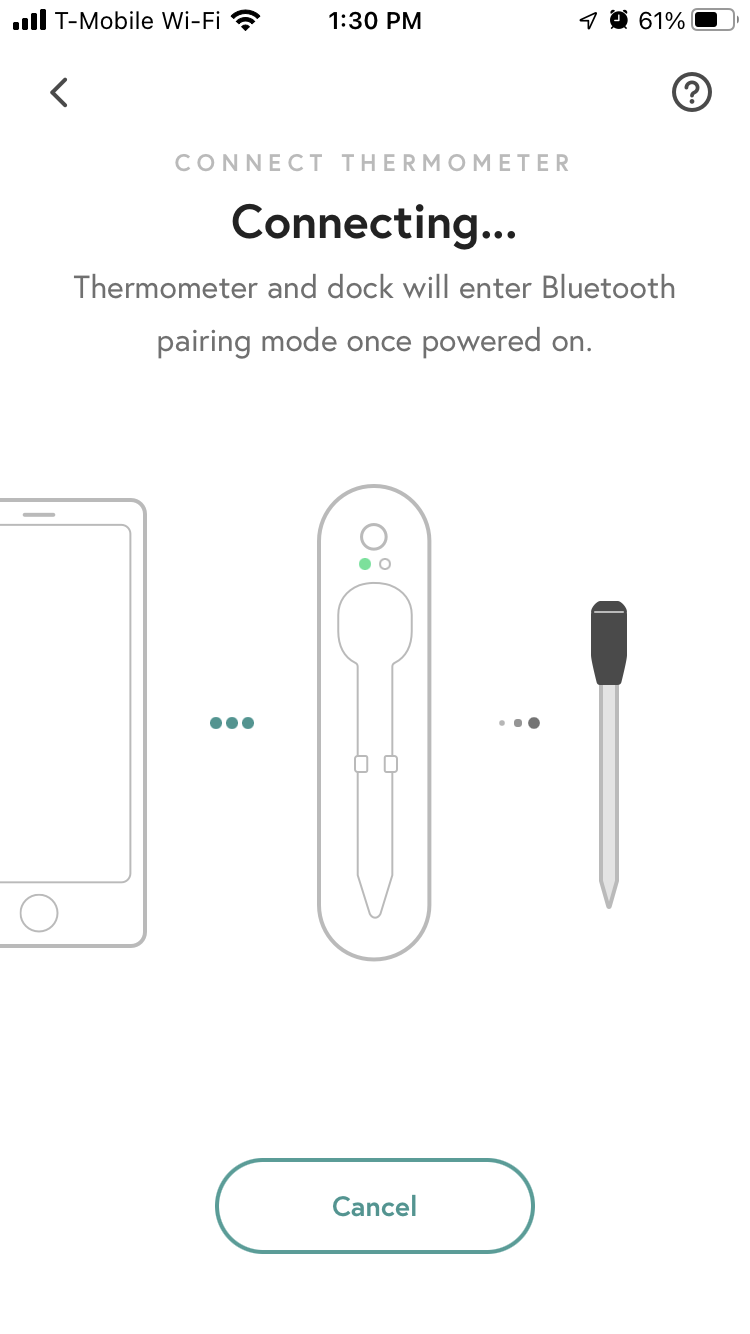 T-Mobile Wi-Fi 1:30 PM 61%
CONNECT THERMOMETER
Connecting...
Thermometer and dock will enter Bluetooth
pairing mode once powered on.
Cancel